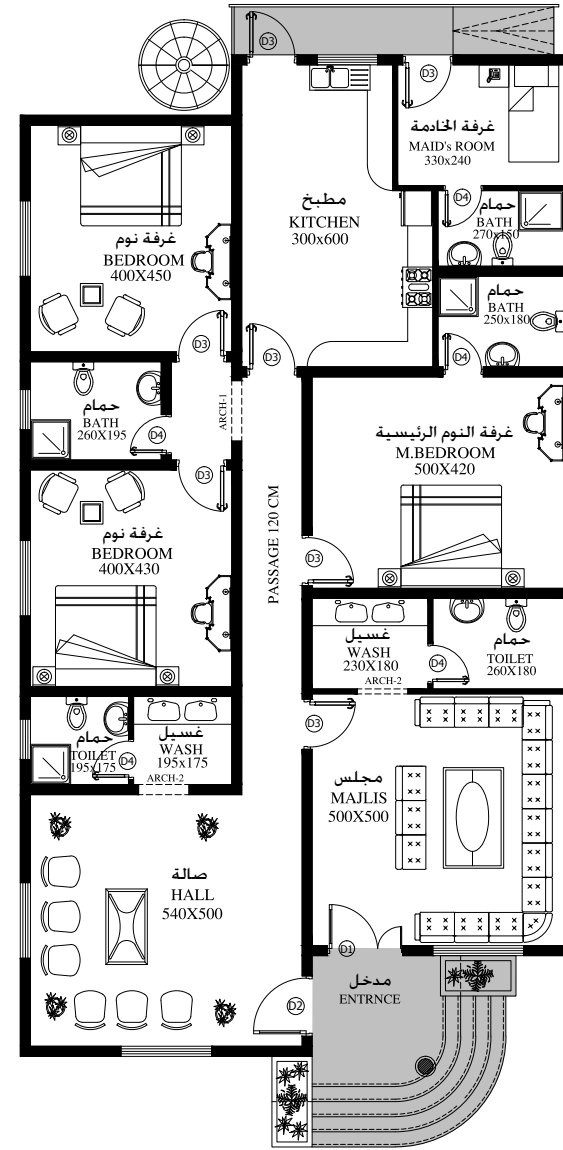 D3
D3
غرفة الخادمة
MAID's ROOM
330x240
D4
حمام
BATH
270x150
مطبخ
KITCHEN
300x600
غرفة نوم
BEDROOM
400X450
حمام
BATH
250x180
D3
D3
D4
ARCH-1
حمام
BATH
260X195
D4
غرفة النوم الرئيسية
M.BEDROOM
500X420
D3
غرفة نوم
BEDROOM
400X430
PASSAGE 120 CM
D3
غسيل
WASH
230X180
ARCH-2
D4
حمام
TOILET
260X180
D3
حمام
TOILET
195x175
D4
غسيل
WASH
195x175
ARCH-2
مجلس
MAJLIS
500X500
صالة
HALL
540X500
D1
مدخل
ENTRNCE
D2